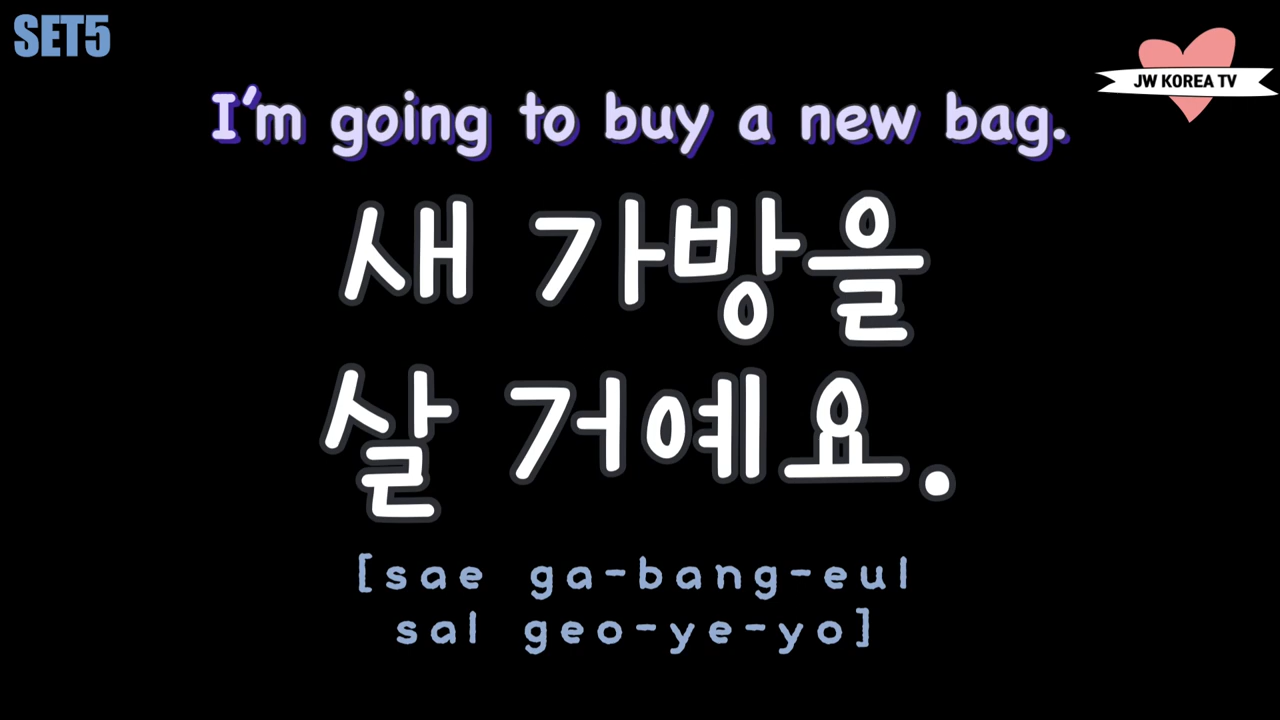 SET5
JW KOREA TV
I'm going to buy a new bag.
새 가방을
살 거예요.
[sae ga-bang-eul
sal geo-ye-yo]